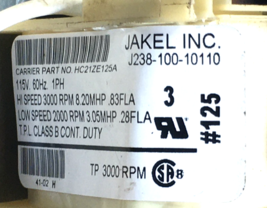 JAKEL INC.
J238-100-10110
CARRIER PART NO. HC21ZE125A
115V. 60Hz. 1PH
HI SPEED 3000 RPM 8.20MHP .83FLA
LOW SPEED 2000 RPM 3.05MHP .28FLA
T.P.L CLASS B CONT. DUTY
3
#125
TP 3000 RPM
41-02 H